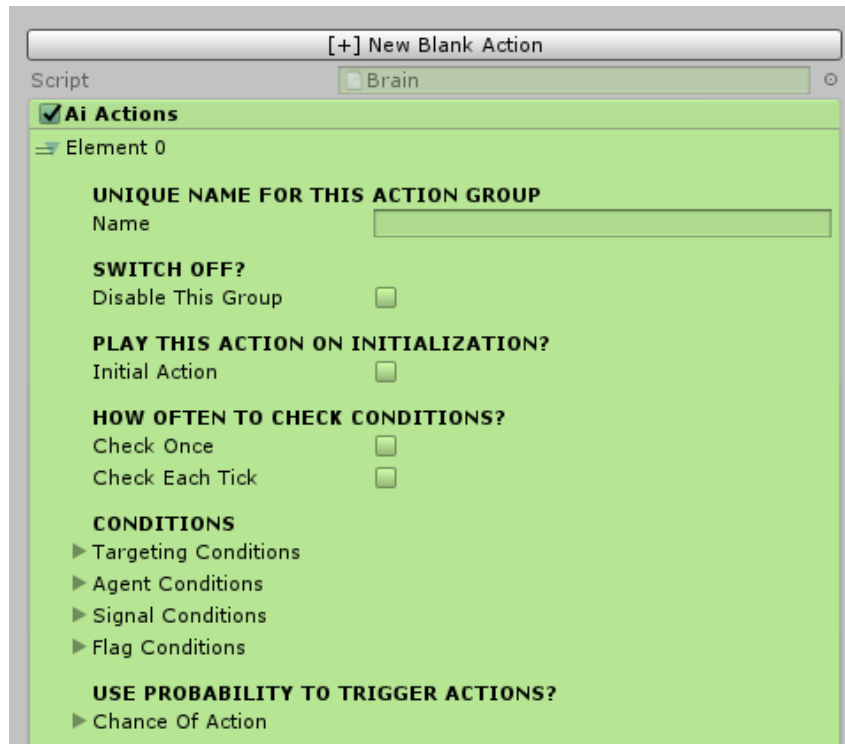 [+] New Blank Action
Script Brain
Ai Actions
Element 0
UNIQUE NAME FOR THIS ACTION GROUP
Name
SWITCH OFF?
Disable This Group
PLAY THIS ACTION ON INITIALIZATION?
Initial Action
HOW OFTEN TO CHECK CONDITIONS?
Check Once
Check Each Tick
CONDITIONS
Targeting Conditions
Agent Conditions
Signal Conditions
Flag Conditions
USE PROBABILITY TO TRIGGER ACTIONS?
Chance Of Action